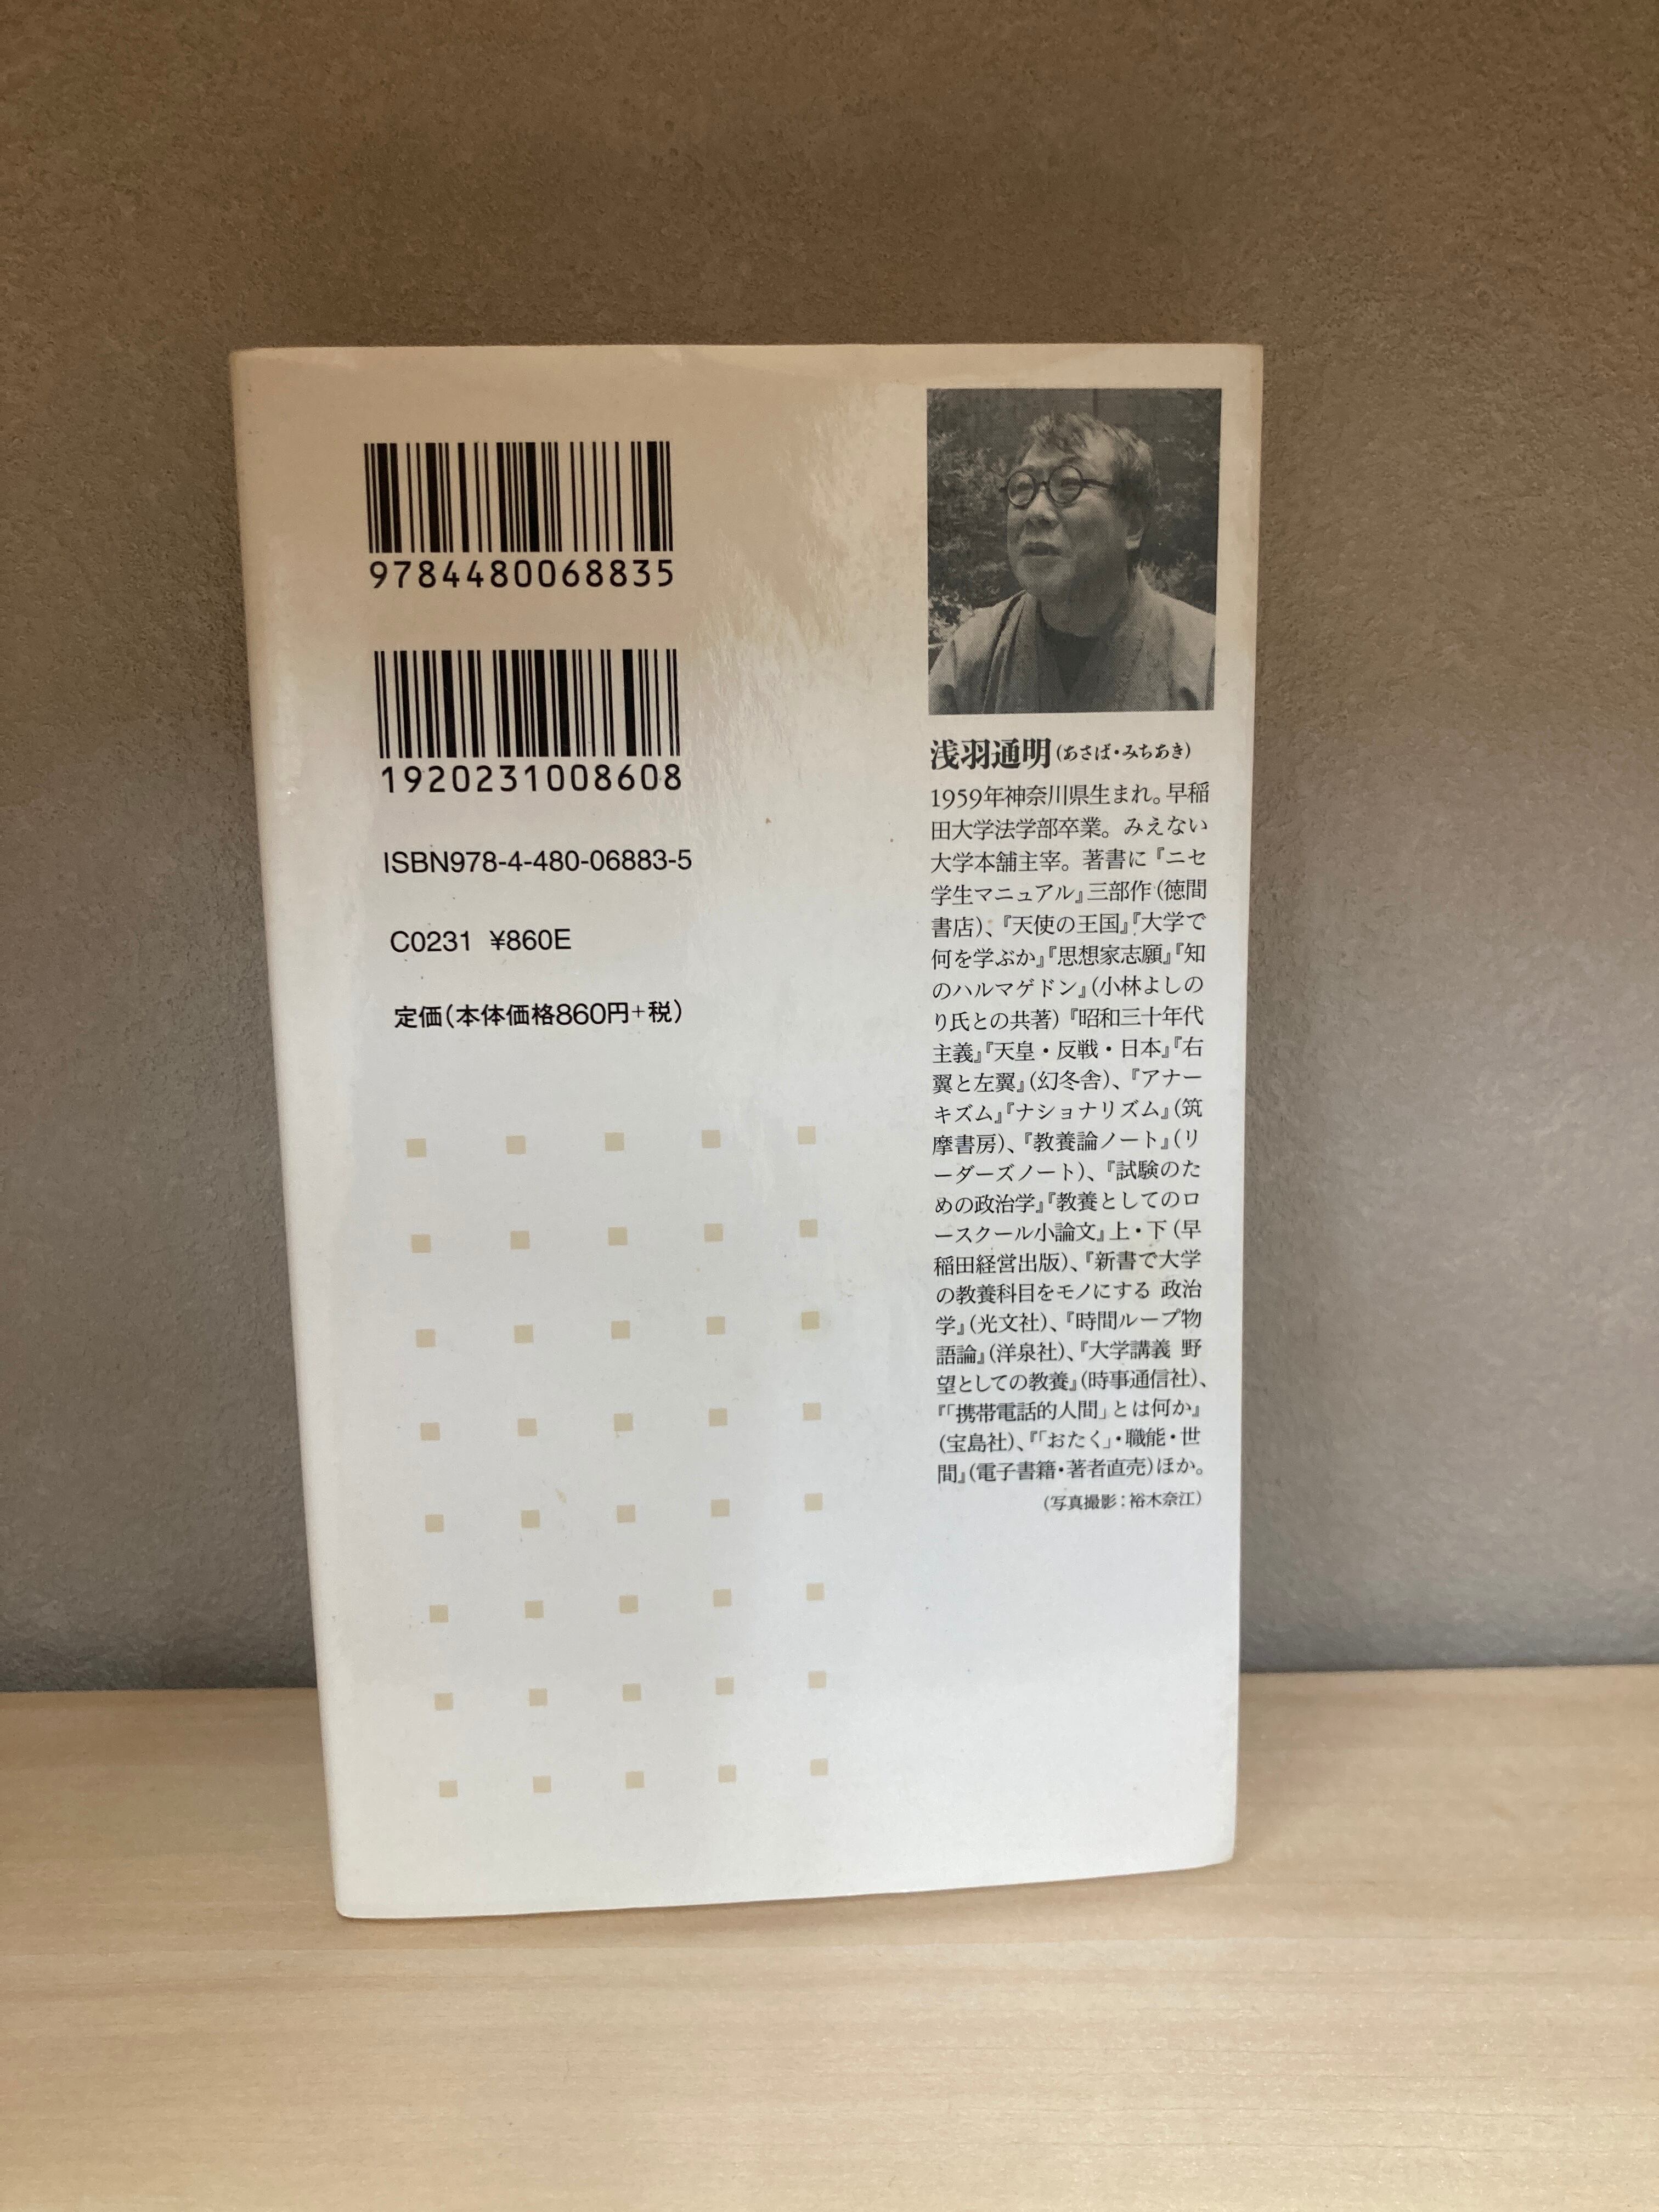 9784480068835
1920231008608
ISBN978-4-480-06883-5
C0231 ¥860E
定価(本体価格860円+税)
浅羽通明(あさば・みちあき)
1959年神奈川県生まれ。早稲
田大学法学部卒業。みえない
大学本舗主宰。著書に『ニセ
学生マニュアル』三部作(徳間
書店)、『天使の王国』『大学で
何を学ぶか』『思想家志願』『知
のハルマゲドン』(小林よしの
り氏との共著)『昭和三十年代
主義』『天皇・反戦・日本』『右
翼と左翼』(幻冬舎)、『アナー
キズム』『ナショナリズム』(筑
摩書房)、『教養論ノート』(リ
ーダーズノート)、『試験のた
めの政治学』『教養としてのロ
ースクール小論文』上・下(早
稲田経営出版)、『新書で大学
の教養科目をモノにする 政治
学』(光文社)、『時間ループ物
語論』(洋泉社)、『大学講義 野
望としての教養』(時事通信社)、
『「携帯電話的人間」とは何か』
(宝島社)、『「おたく」・職能・世
間』(電子書籍・著者直売)ほか。
(写真撮影:裕木奈江)